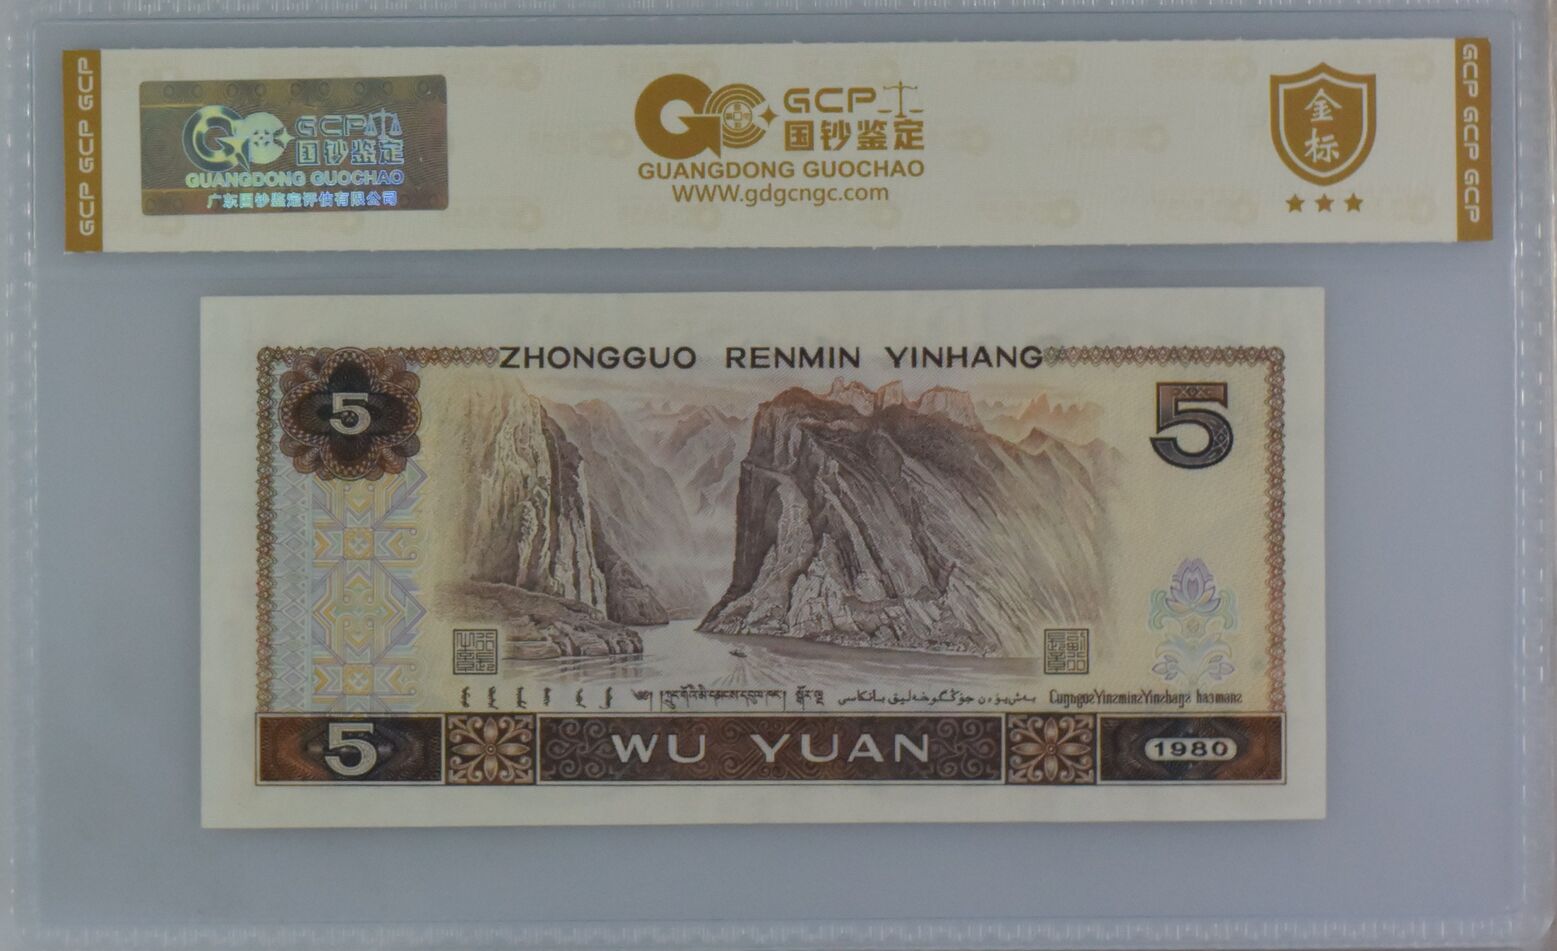 GCP GCP GCP
GCP
国钞鉴定
GUANGDONG GUOCHAO
广东国钞鉴定评估有限公司
GCP
国钞鉴定
GUANGDONG GUOCHAO
WWW.gdgcngc.com
金标
GCP GCP GCP
ZHONGGUO RENMIN YINHANG
5
5
5
WU YUAN
1980